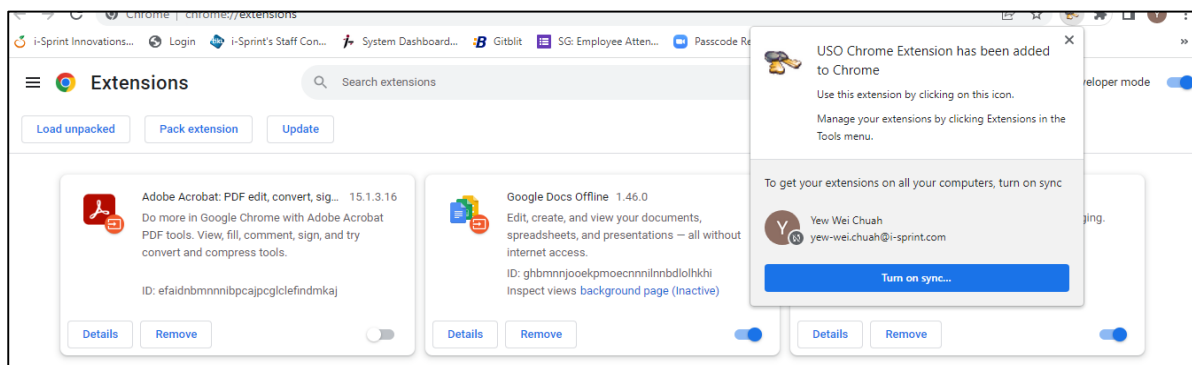 Chrome | chrome://extensions
i-Sprint Innovations...
Login
i-Sprint's Staff Con...
System Dashboard...
Gitblit
SG: Employee Atten...
Passcode Re
»
Extensions
Search extensions
veloper mode
Load unpacked
Pack extension
Update
USO Chrome Extension has been added
to Chrome
Use this extension by clicking on this icon.
Manage your extensions by clicking Extensions in the
Tools menu.
To get your extensions on all your computers, turn on sync
Y
Yew Wei Chuah
yew-wei.chuah@i-sprint.com
Turn on sync...
Adobe Acrobat: PDF edit, convert, sig... 15.1.3.16
Do more in Google Chrome with Adobe Acrobat
PDF tools. View, fill, comment, sign, and try
convert and compress tools.
ID: efaidnbmnnnibpcajpcglclefindmkaj
Details
Remove
Google Docs Offline 1.46.0
Edit, create, and view your documents,
spreadsheets, and presentations — all without
internet access.
ID: ghbmnnjooekpmoecnnnilnnbdlolhkhi
Inspect views background page (Inactive)
Details
Remove
ging.
Details
Remove